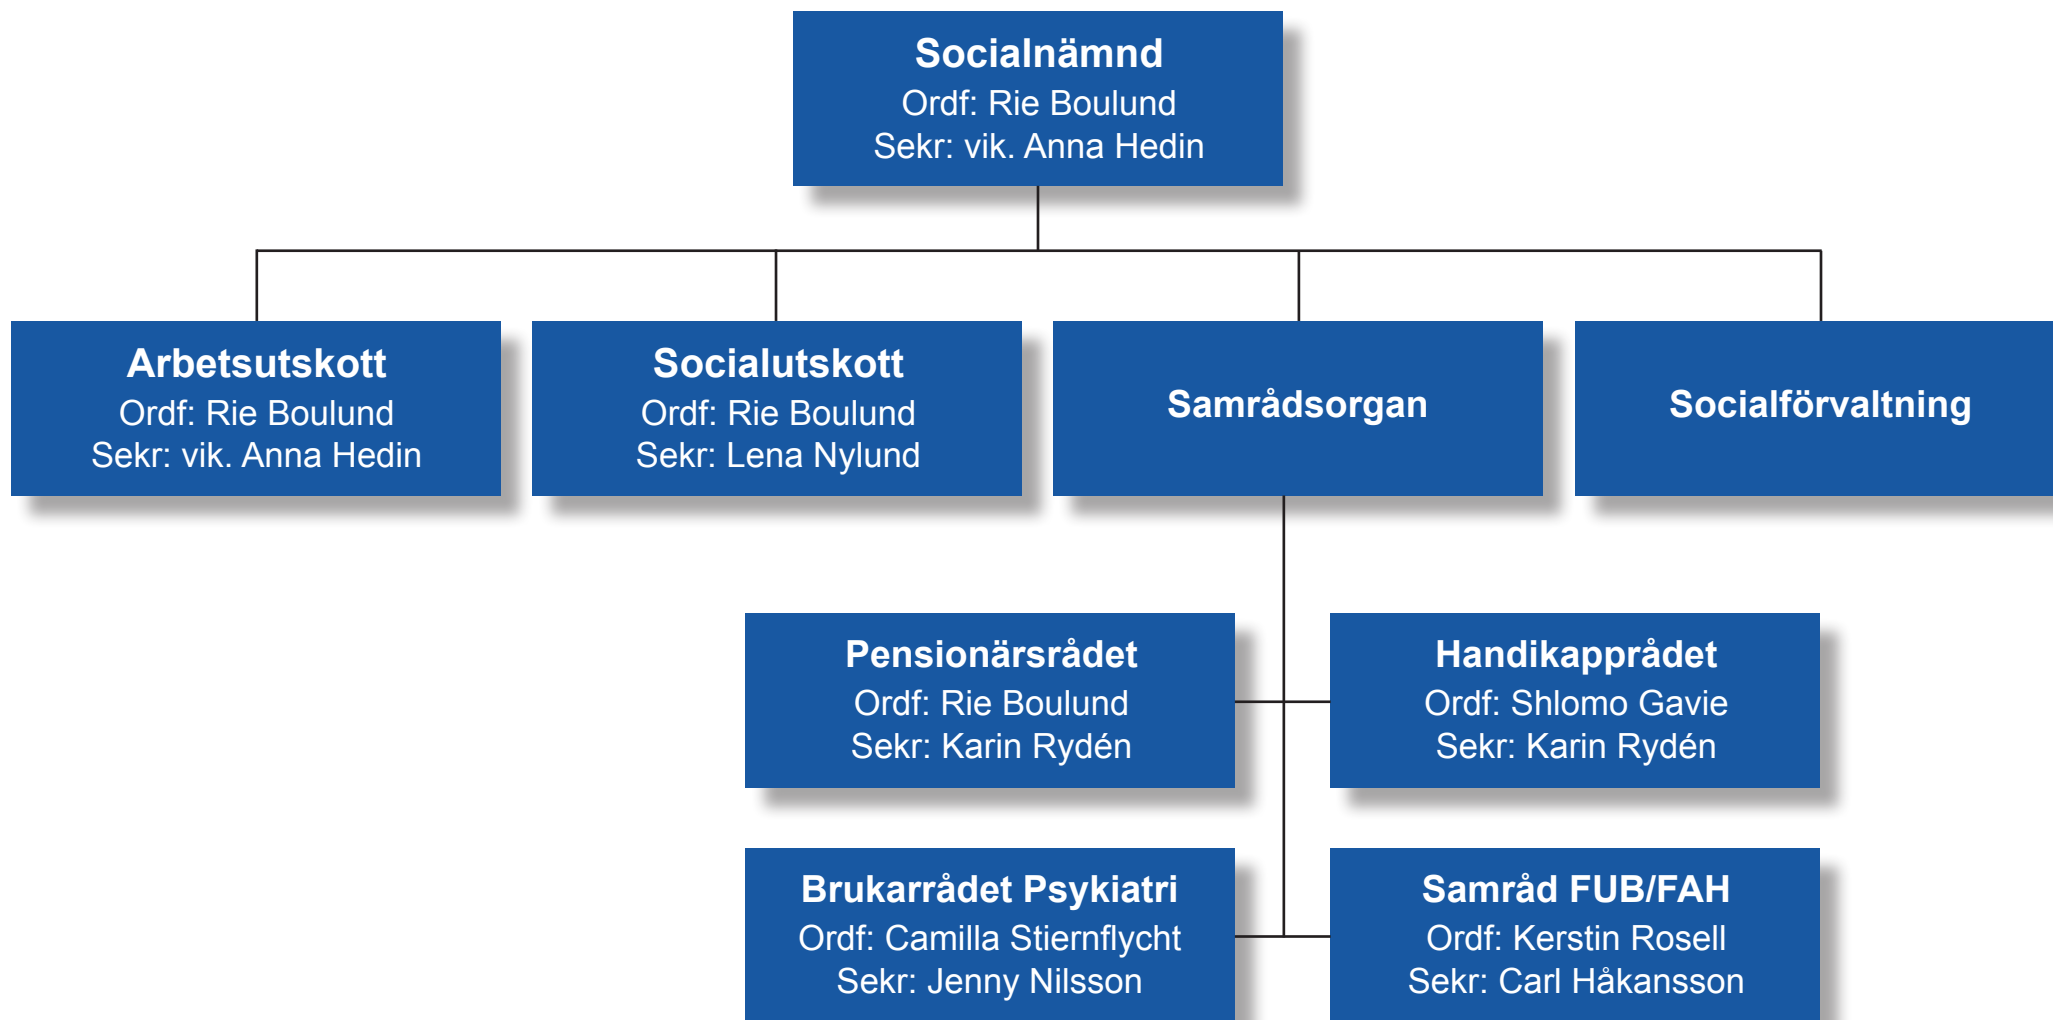 Socialnämnd
Ordf: Rie Boulund
Sekr: vik. Anna Hedin
Arbetsutskott
Ordf: Rie Boulund
Sekr: vik. Anna Hedin
Socialutskott
Ordf: Rie Boulund
Sekr: Lena Nylund
Samrådsorgan
Socialförvaltning
Pensionärsrådet
Ordf: Rie Boulund
Sekr: Karin Rydén
Handikapprådet
Ordf: Shlomo Gavie
Sekr: Karin Rydén
Brukarrådet Psykiatri
Ordf: Camilla Stiernflycht
Sekr: Jenny Nilsson
Samråd FUB/FAH
Ordf: Kerstin Rosell
Sekr: Carl Håkansson